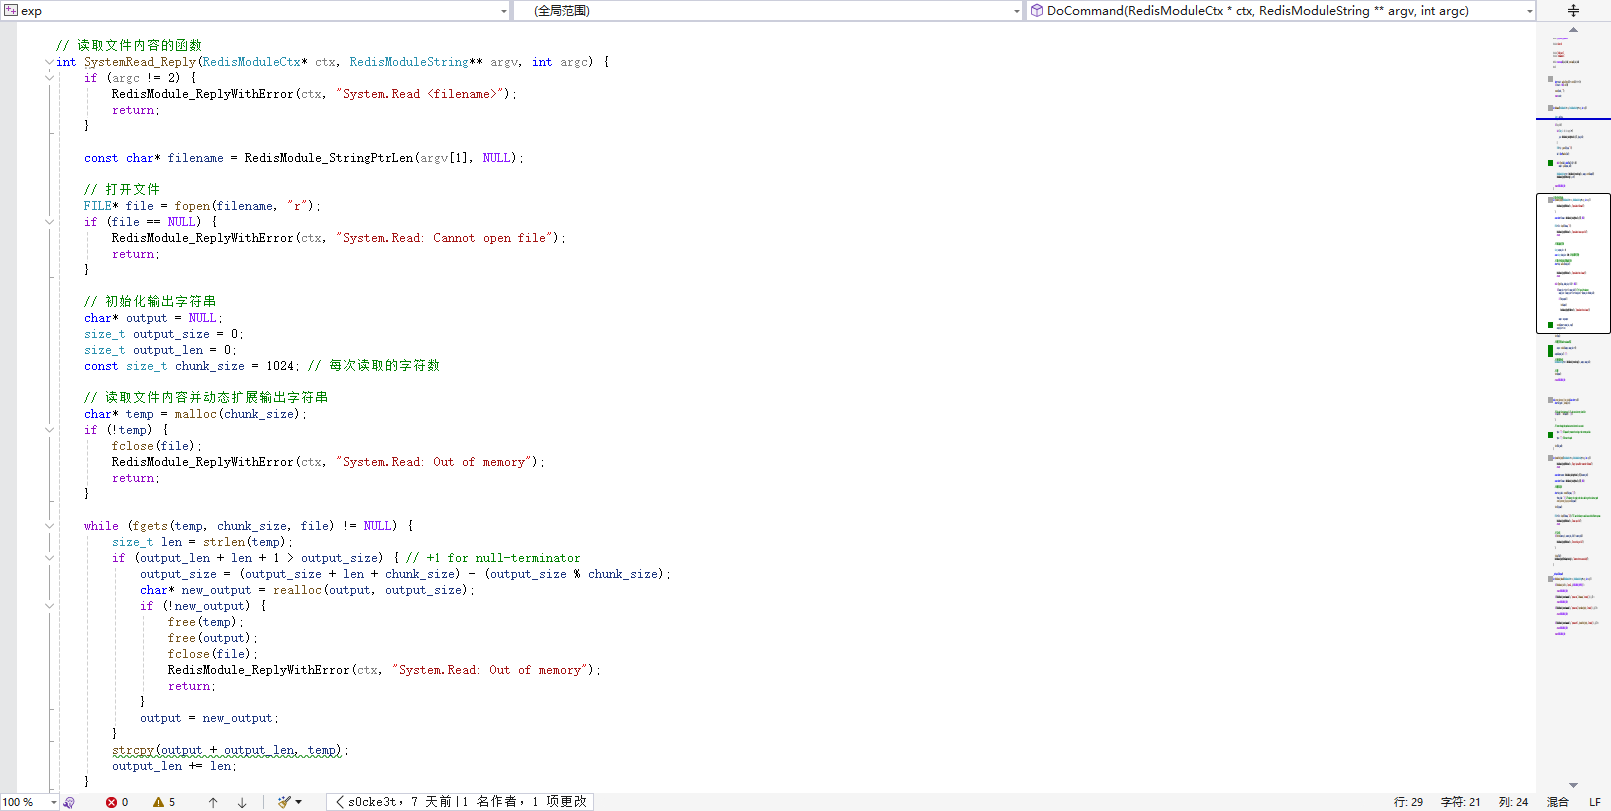 exp
(全局范围)
DoCommand(RedisModuleCtx * ctx, RedisModuleString ** argv, int argc)
// 读取文件内容的函数
int SystemRead_Reply(RedisModuleCtx* ctx, RedisModuleString** argv, int argc) {
if (argc != 2) {
RedisModule_ReplyWithError(ctx, "System.Read <filename>");
return;
}
const char* filename = RedisModule_StringPtrLen(argv[1], NULL);
// 打开文件
FILE* file = fopen(filename, "r");
if (file == NULL) {
RedisModule_ReplyWithError(ctx, "System.Read: Cannot open file");
return;
}
// 初始化输出字符串
char* output = NULL;
size_t output_size = 0;
size_t output_len = 0;
const size_t chunk_size = 1024; // 每次读取的字符数
// 读取文件内容并动态扩展输出字符串
char* temp = malloc(chunk_size);
if (!temp) {
fclose(file);
RedisModule_ReplyWithError(ctx, "System.Read: Out of memory");
return;
}
while (fgets(temp, chunk_size, file) != NULL) {
size_t len = strlen(temp);
if (output_len + len + 1 > output_size) { // +1 for null-terminator
output_size = (output_size + len + chunk_size) - (output_size % chunk_size);
char* new_output = realloc(output, output_size);
if (!new_output) {
free(temp);
free(output);
fclose(file);
RedisModule_ReplyWithError(ctx, "System.Read: Out of memory");
return;
}
output = new_output;
}
strcpy(output + output_len, temp);
output_len += len;
}
100 %
0
5
s0cke3t, 7 天前|1 名作者, 1 项更改
行: 29
字符: 21
列: 24
混合
LF